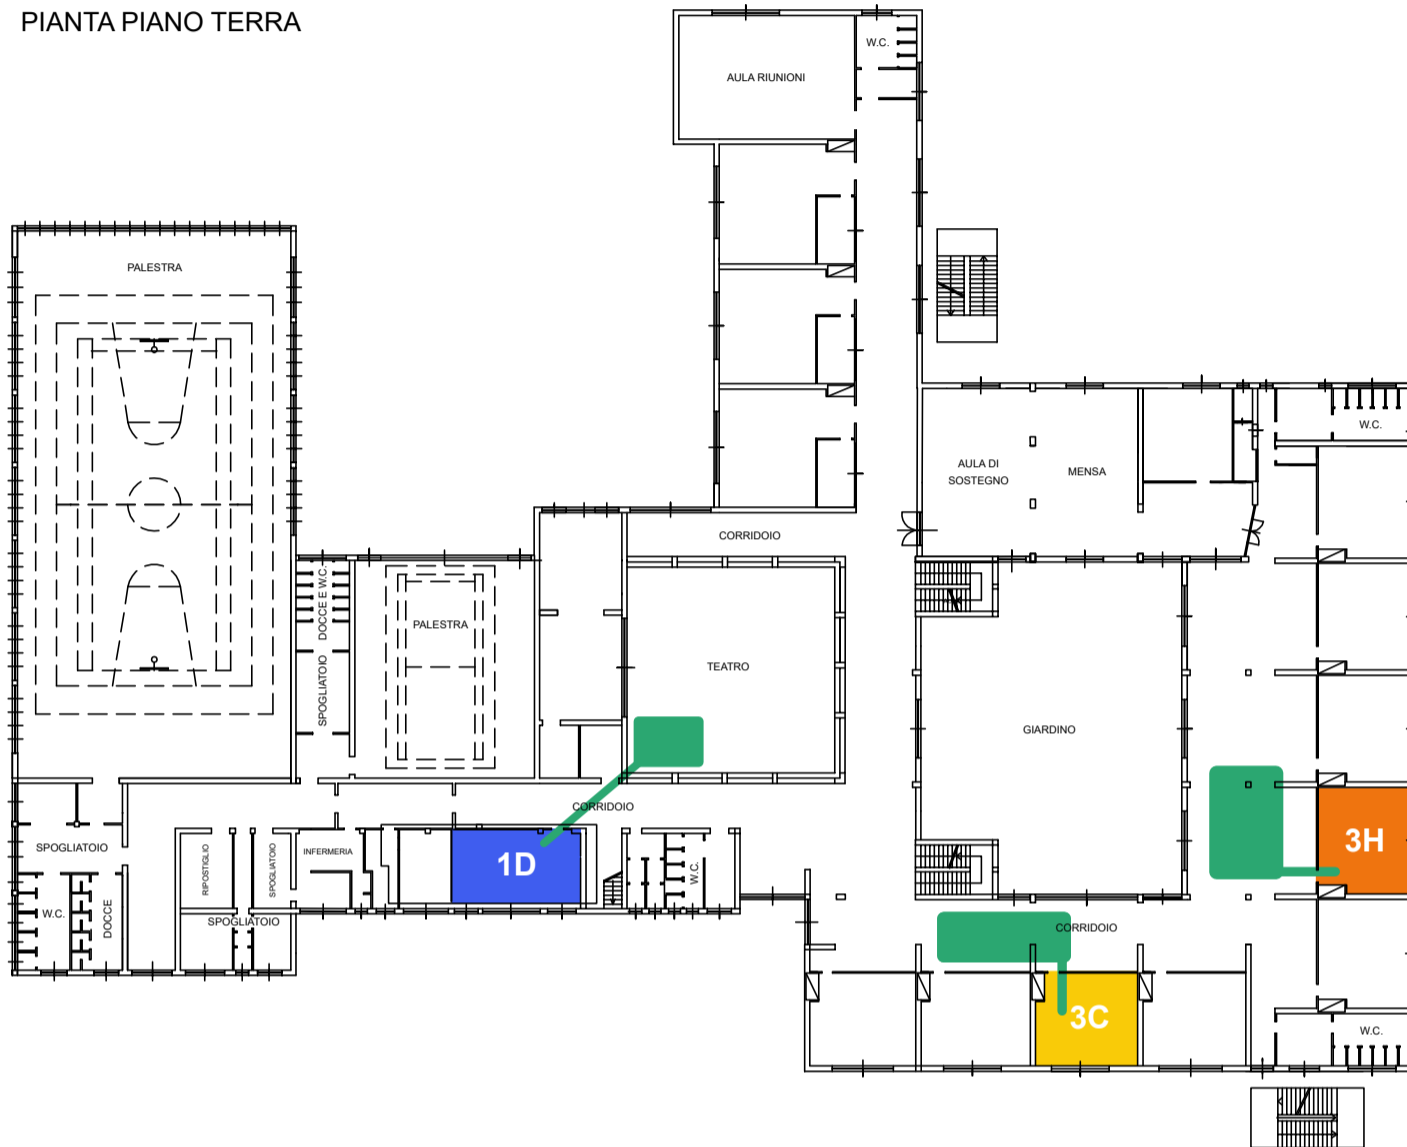 PIANTA PIANO TERRA
W.C.
AULA RIUNIONI
PALESTRA
W.C.
AULA DI
SOSTEGNO
MENSA
CORRIDOIO
DOCCE E W.C.
PALESTRA
SPOGLIATOIO
TEATRO
GIARDINO
CORRIDOIO
SPOGLIATOIO
RIPOSTIGLIO
SPOGLIATOIO
INFERMERIA
1D
W.C.
3H
W.C.
DOCCE
SPOGLIATOIO
CORRIDOIO
3C
W.C.